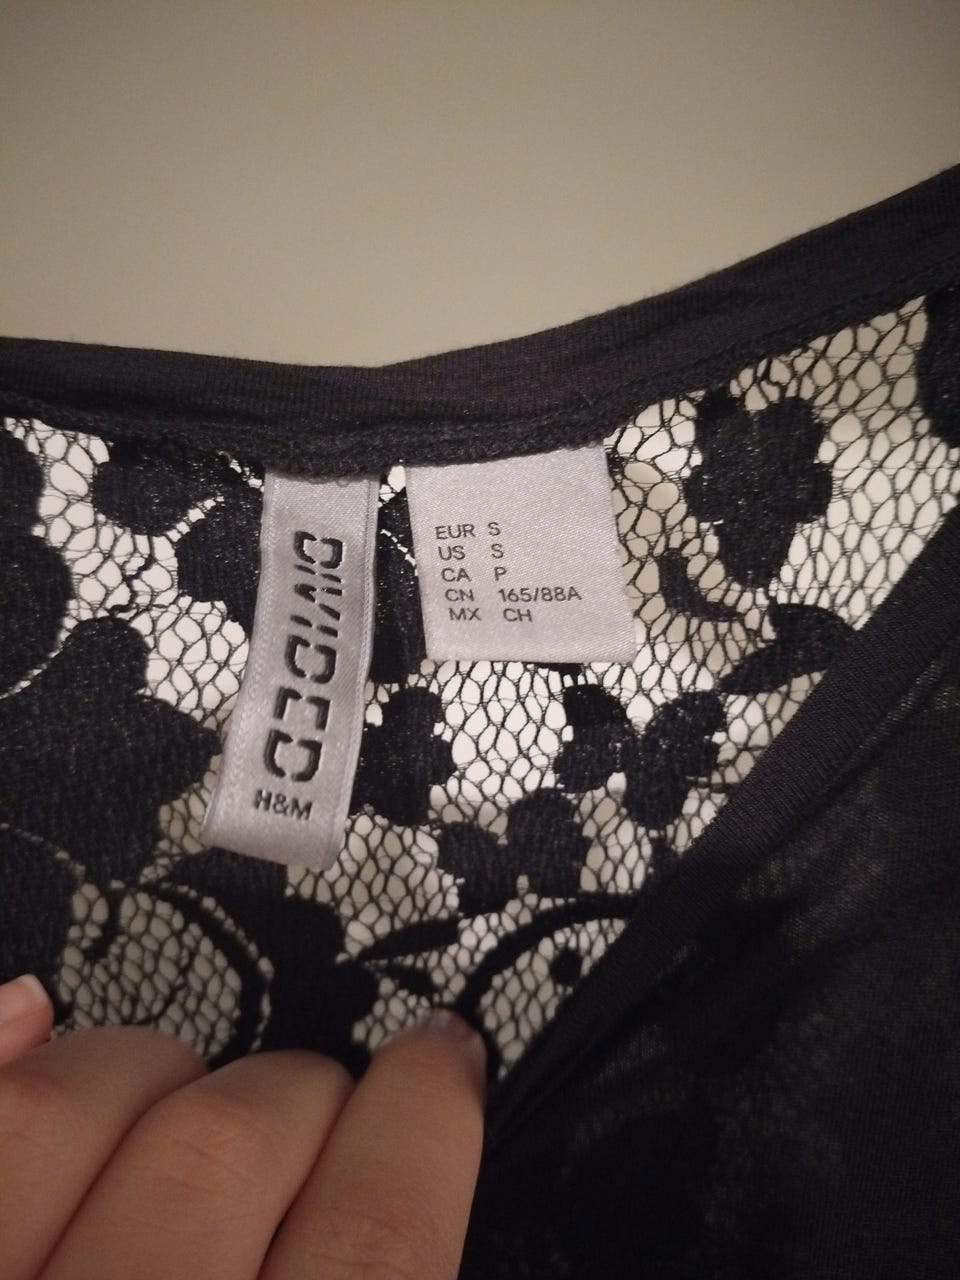 DIVIDED
H&M
EUR S
US S
CA P
CN 165/88A
MX CH